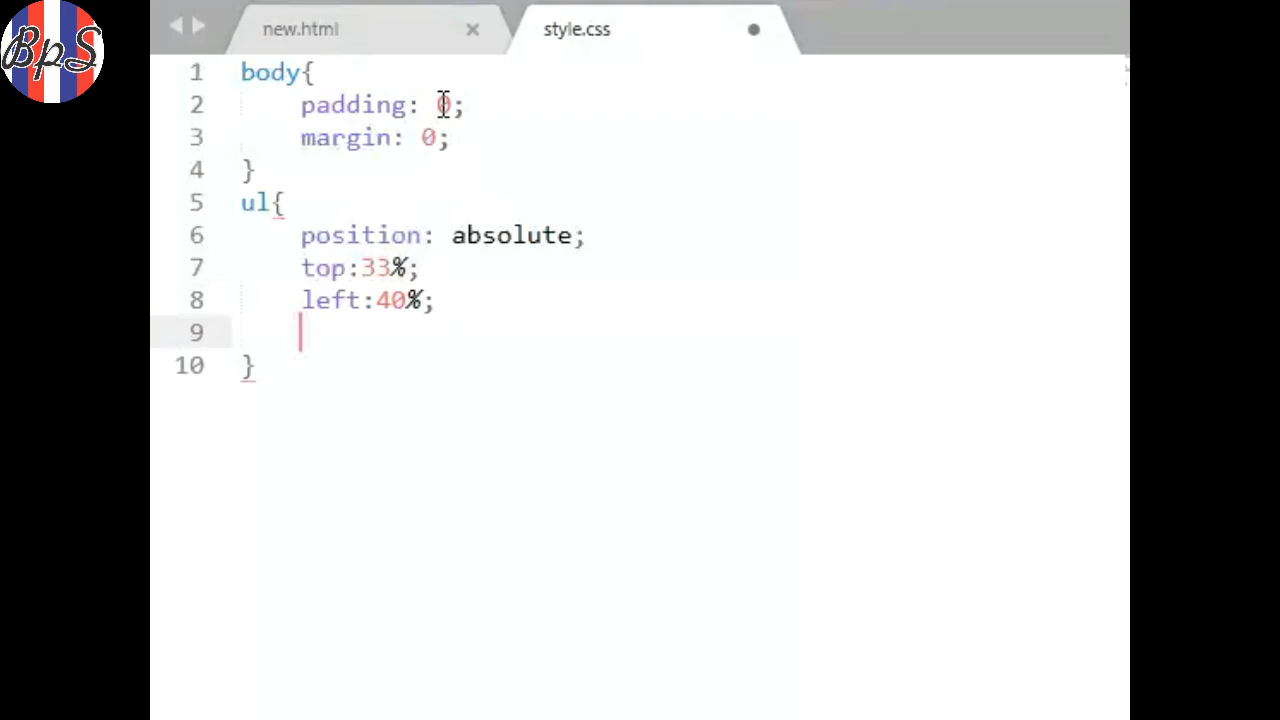 BpS
new.html
style.css
1 body{
2 padding: 0;
3 margin: 0;
4 }
5 ul{
6 position: absolute;
7 top:33%;
8 left:40%;
9
10 }